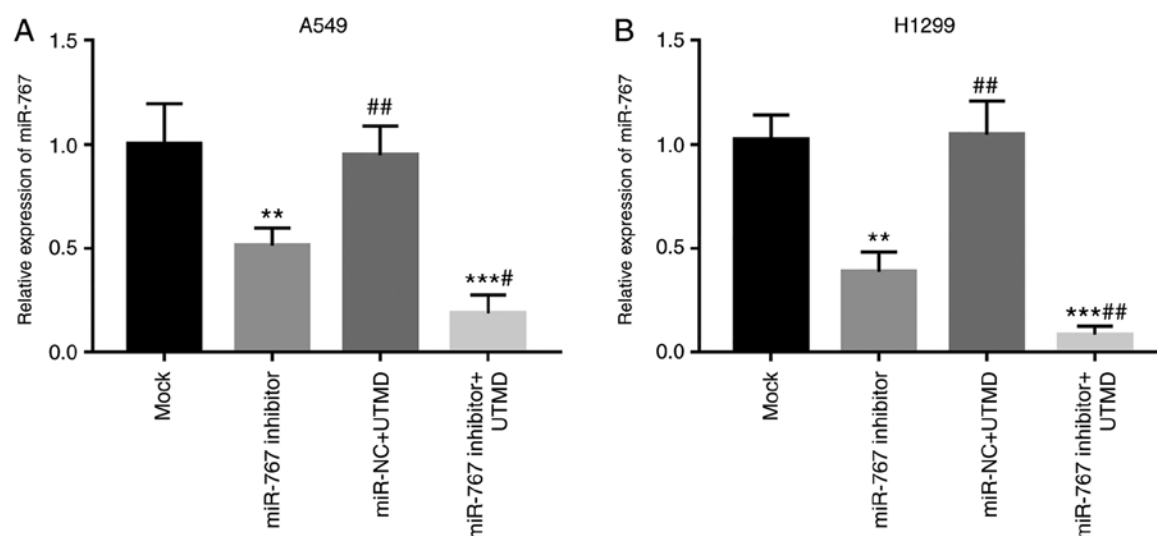 A
A549
Relative expression of miR-767
1.5
1.0
0.5
0.0
**
##
***#
Mock
miR-767 inhibitor
miR-NC+UTMD
miR-767 inhibitor+
UTMD
B
H1299
Relative expression of miR-767
1.5
1.0
0.5
0.0
**
##
***##
Mock
miR-767 inhibitor
miR-NC+UTMD
miR-767 inhibitor+
UTMD